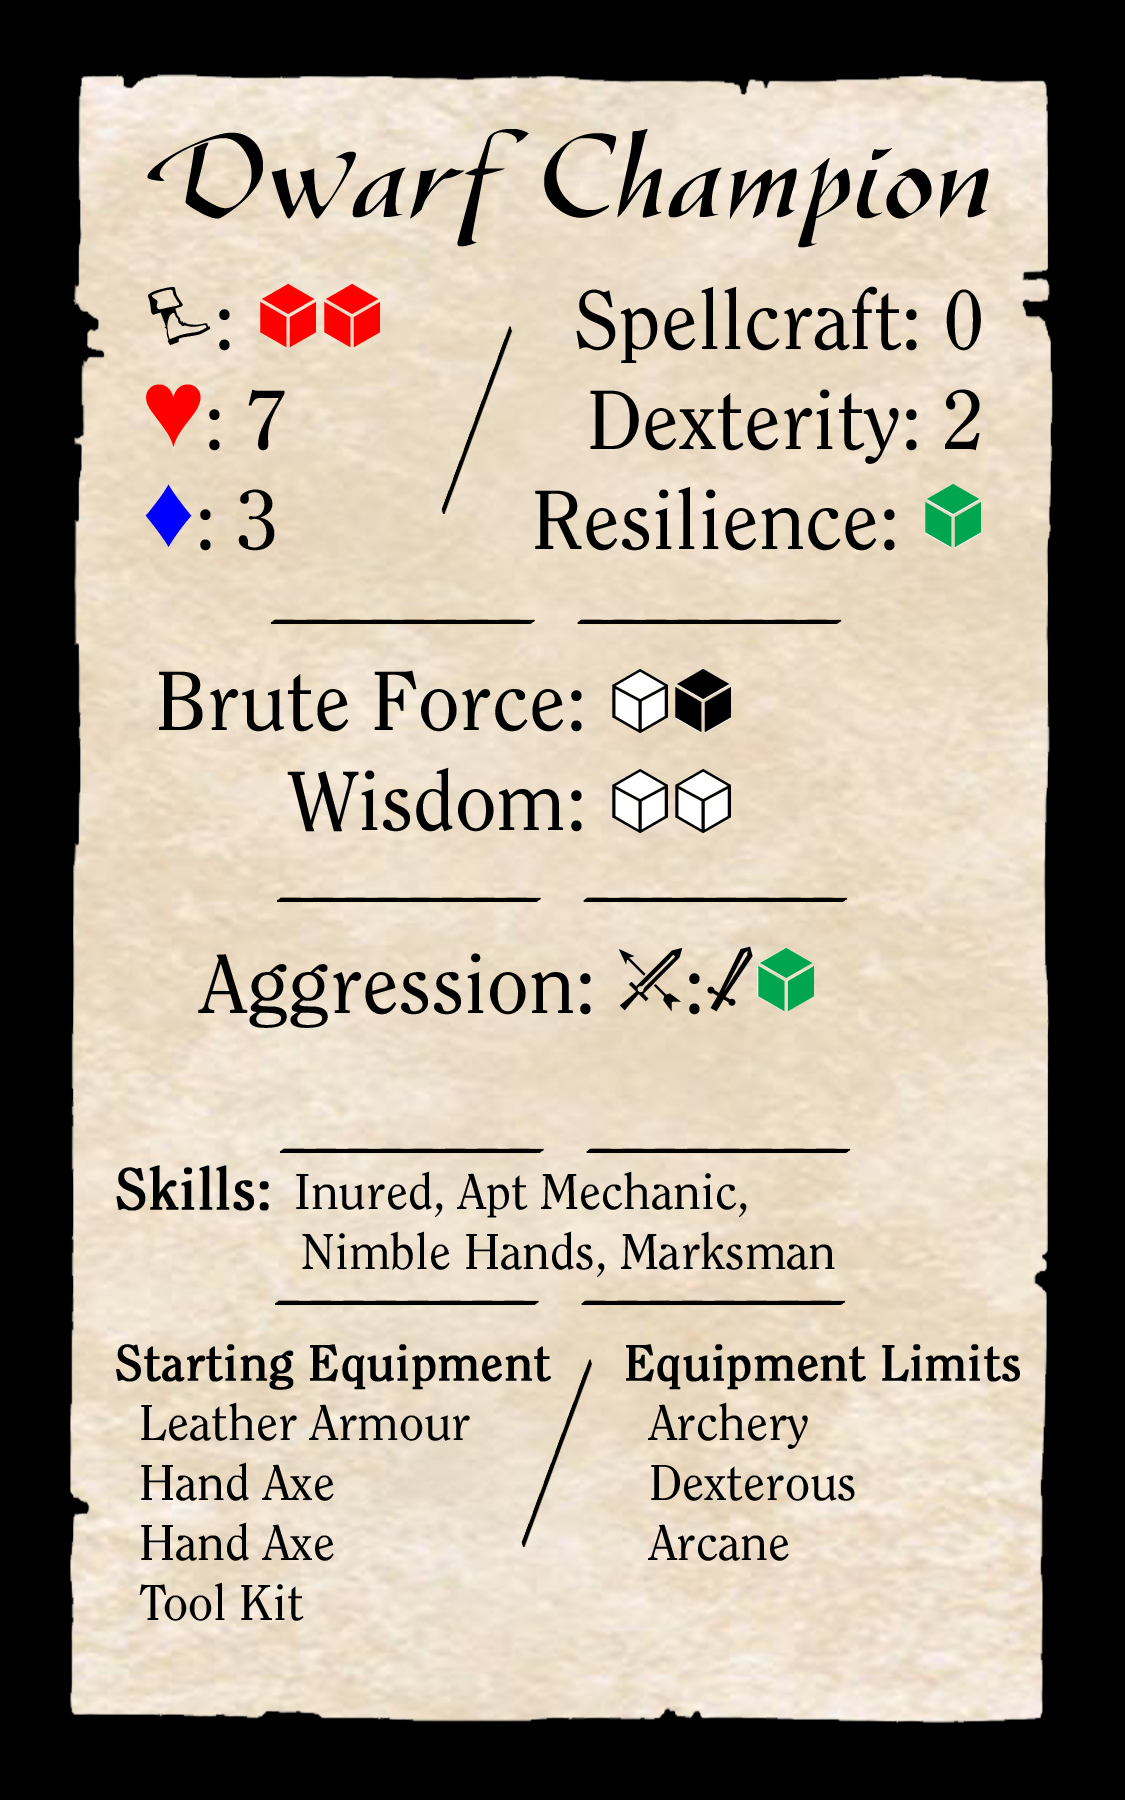 Dwarf Champion
: 
: 7
: 3
Spellcraft: 0
Dexterity: 2
Resilience:
Brute Force:
Wisdom:
Aggression: :
Skills: Inured, Apt Mechanic,
Nimble Hands, Marksman
Starting Equipment
Leather Armour
Hand Axe
Hand Axe
Tool Kit
Equipment Limits
Archery
Dexterous
Arcane